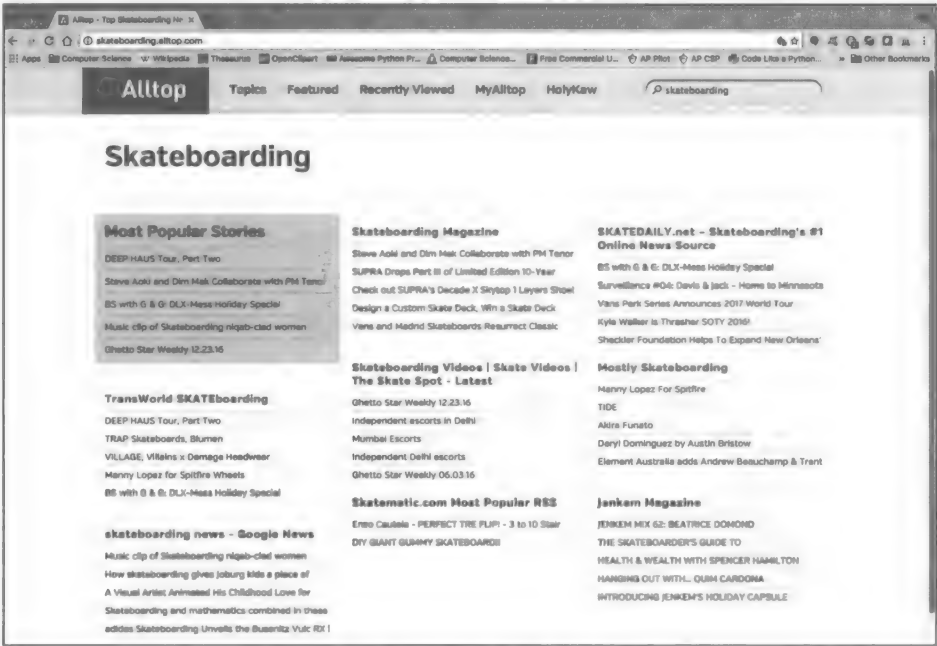 Alltop - Top Skateboarding Ne
skateboarding.alltop.com
Apps Computer Science Wikipedia Thesaurus OpenClipart Awesome Python Pr... Computer Science... Free Commercial U... AP Pilot AP CSP Code Like a Python... » Other Bookmarks
Alltop Topics Featured Recently Viewed MyAlltop HolyKaw skateboarding
Skateboarding
Most Popular Stories
DEEP HAUS Tour, Part Two
Steve Aoki and Dim Mak Collaborate with PM Tenor
BS with G & G: DLX-Mess Holiday Special
Music clip of Skateboarding niqab-clad women
Ghetto Star Weekly 12.23.16
TransWorld SKATEboarding
DEEP HAUS Tour, Part Two
TRAP Skateboards, Blumen
VILLAGE, Villains x Damage Headwear
Manny Lopez for Spitfire Wheels
BS with G & G: DLX-Mess Holiday Special
skateboarding news - Google News
Music clip of Skateboarding niqab-clad women
How skateboarding gives Joburg kids a place of
A Visual Artist Animated His Childhood Love for
Skateboarding and mathematics combined in these
adidas Skateboarding Unveils the Busenitz Vulc RX
Skateboarding Magazine
Steve Aoki and Dim Mak Collaborate with PM Tenor
SUPRA Drops Part III of Limited Edition 10-Year
Check out SUPRA's Decade X Skytop 1 Layers Shoe!
Design a Custom Skate Deck, Win a Skate Deck
Vans and Madrid Skateboards Resurrect Classic
Skateboarding Videos | Skate Videos |
The Skate Spot - Latest
Ghetto Star Weekly 12.23.16
Independent escorts in Delhi
Mumbai Escorts
Independent Delhi escorts
Ghetto Star Weekly 06.03.16
Skatematic.com Most Popular RSS
Enzo Cautela - PERFECT TRE FLIP! - 3 to 10 Stair
DIY GIANT GUMMY SKATEBOARD!!
SKATEDAILY.net - Skateboarding's #1
Online News Source
BS with G & G: DLX-Mess Holiday Special
Surveillance #04: Davis & Jack - Homs to Minnesota
Vans Park Series Announces 2017 World Tour
Kyle Walker is Thrasher SOTY 2016!
Sheckler Foundation Helps To Expand New Orleans'
Mostly Skateboarding
Manny Lopez For Spitfire
TIDE
Akira Funato
Daryl Dominguez by Austin Bristow
Element Australia adds Andrew Beauchamp & Trent
Jenkem Magazine
JENKEM MIX 62: BEATRICE DOMOND
THE SKATEBOARDER'S GUIDE TO
HEALTH & WEALTH WITH SPENCER HAMILTON
HANGING OUT WITH... QUIM CARDONA
INTRODUCING JENKEM'S HOLIDAY CAPSULE